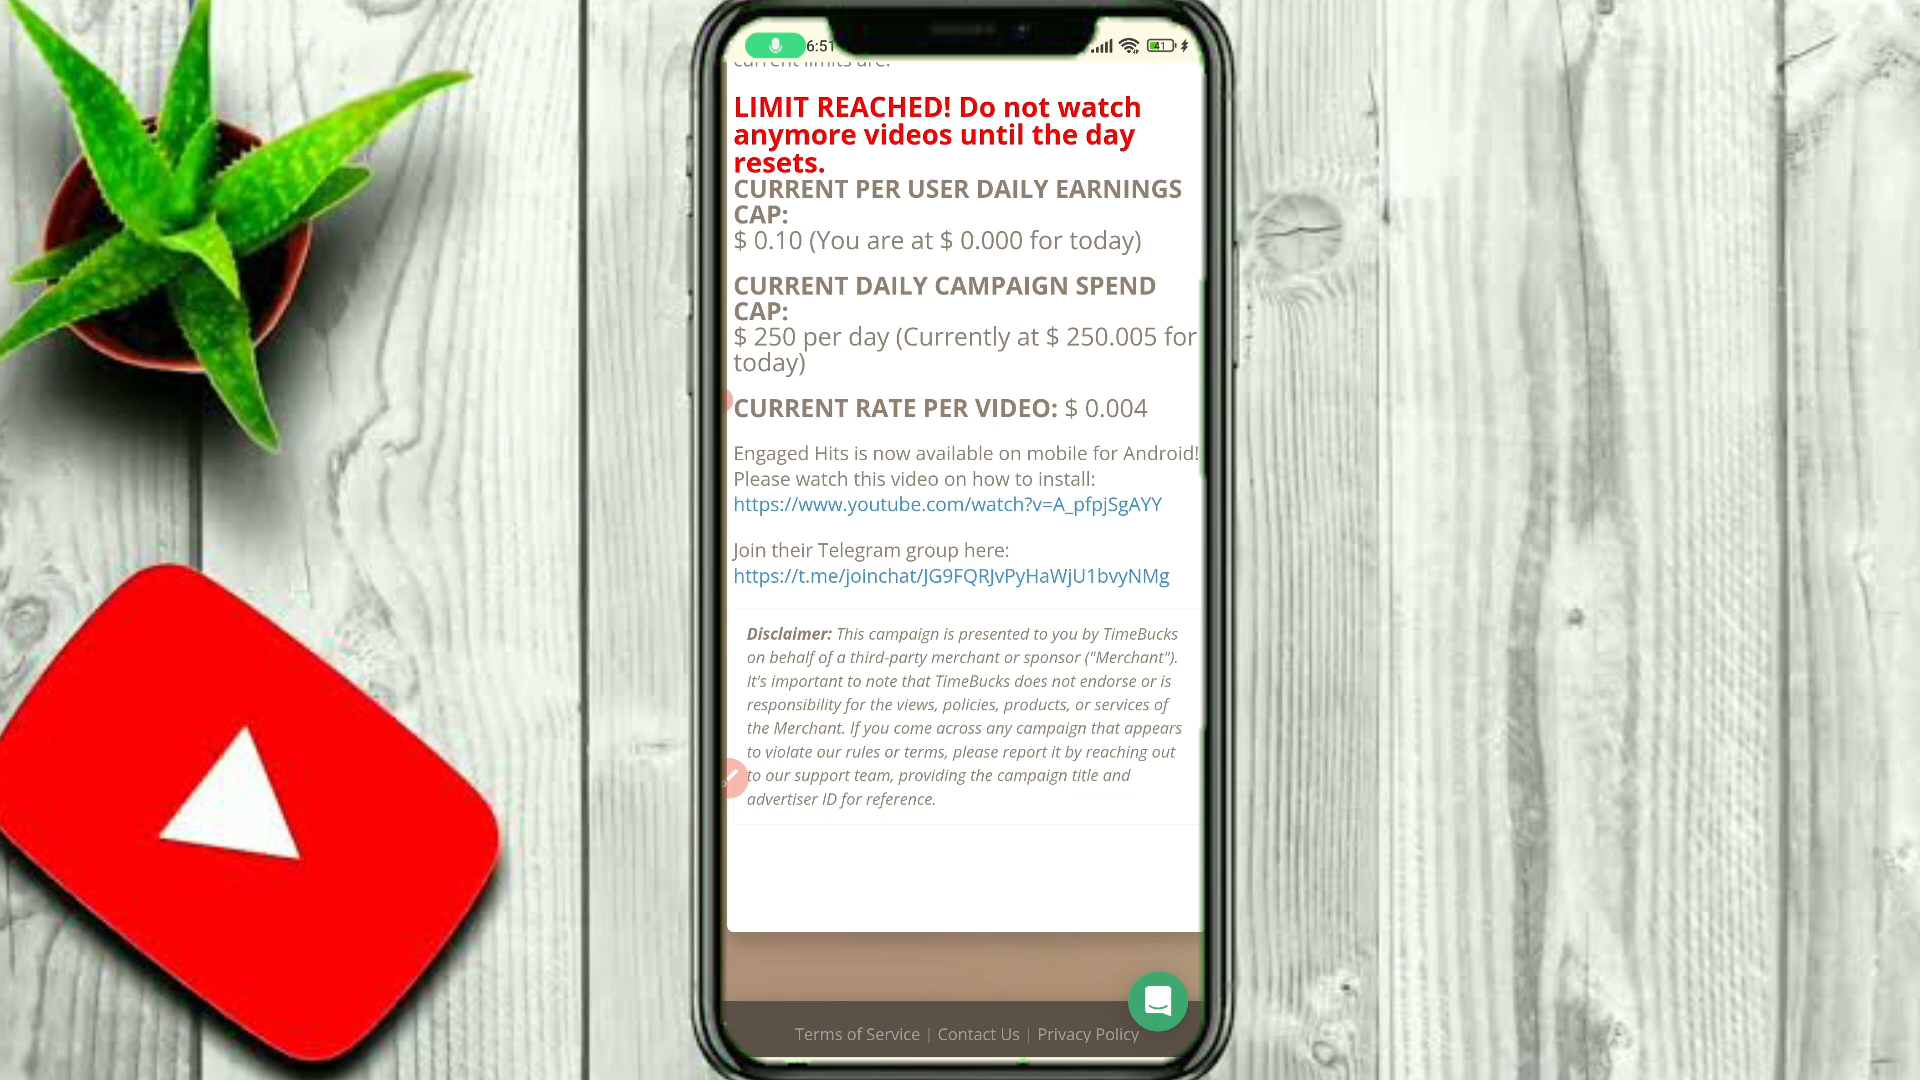 6:51
41
current limits are:
LIMIT REACHED! Do not watch
anymore videos until the day
resets.
CURRENT PER USER DAILY EARNINGS
CAP:
$ 0.10 (You are at $ 0.000 for today)
CURRENT DAILY CAMPAIGN SPEND
CAP:
$ 250 per day (Currently at $ 250.005 for
today)
CURRENT RATE PER VIDEO: $ 0.004
Engaged Hits is now available on mobile for Android!
Please watch this video on how to install:
https://www.youtube.com/watch?v=A_pfpjSgAYY
Join their Telegram group here:
https://t.me/joinchat/JG9FQRJvPyHaWjU1bvyNMg
Disclaimer: This campaign is presented to you by TimeBucks
on behalf of a third-party merchant or sponsor ("Merchant").
It's important to note that TimeBucks does not endorse or is
responsibility for the views, policies, products, or services of
the Merchant. If you come across any campaign that appears
to violate our rules or terms, please report it by reaching out
to our support team, providing the campaign title and
advertiser ID for reference.
Terms of Service | Contact Us | Privacy Policy